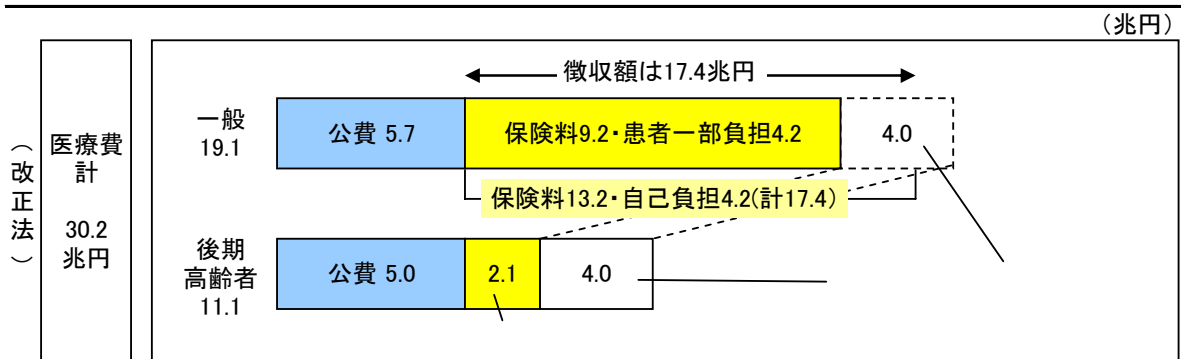 (兆円)
(改正法)
医療費
計
30.2
兆円
徴収額は17.4兆円
一般
19.1
公費 5.7
保険料9.2・患者一部負担4.2
4.0
保険料13.2・自己負担4.2(計17.4)
後期
高齢者
11.1
公費 5.0
2.1
4.0